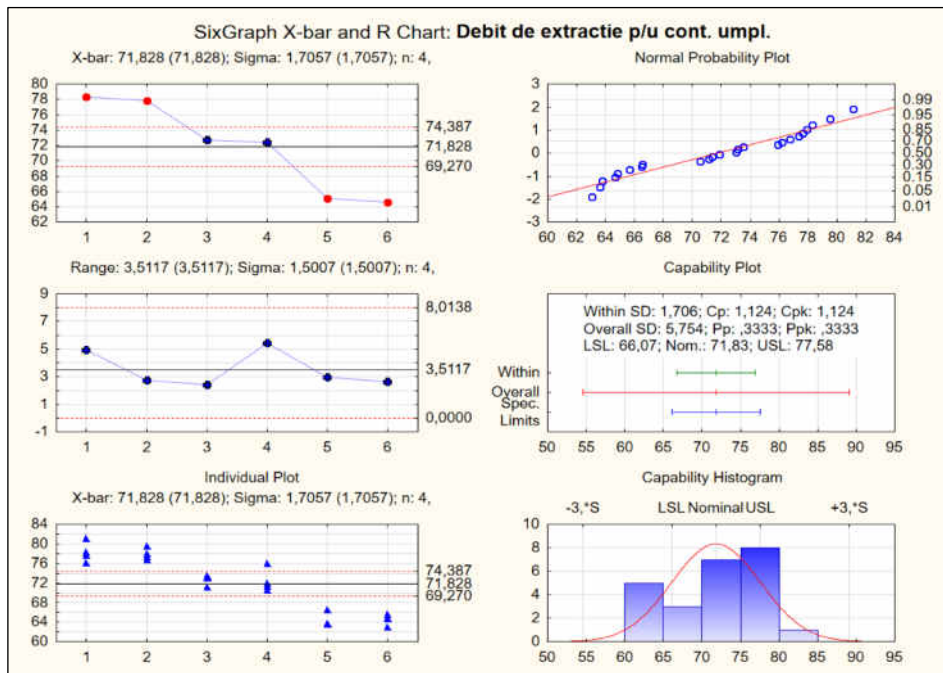 SixGraph X-bar and R Chart: Debit de extractie p/u cont. umpl.
X-bar: 71,828 (71,828); Sigma: 1,7057 (1,7057); n: 4,
80
78
76
74
72
70
68
66
64
62
74,387
71,828
69,270
1 2 3 4 5 6
Range: 3,5117 (3,5117); Sigma: 1,5007 (1,5007); n: 4,
9
7
5
3
1
-1
8,0138
3,5117
0,0000
1 2 3 4 5 6
Individual Plot
X-bar: 71,828 (71,828); Sigma: 1,7057 (1,7057); n: 4,
84
80
76
72
68
64
60
74,387
71,828
69,270
1 2 3 4 5 6
Normal Probability Plot
3
2
1
0
-1
-2
-3
0.99
0.95
0.85
0.70
0.50
0.30
0.15
0.05
0.01
60 62 64 66 68 70 72 74 76 78 80 82 84
Capability Plot
Within SD: 1,706; Cp: 1,124; Cpk: 1,124
Overall SD: 5,754; Pp: ,3333; Ppk: ,3333
LSL: 66,07; Nom.: 71,83; USL: 77,58
Within
Overall
Spec.
Limits
50 55 60 65 70 75 80 85 90 95
Capability Histogram
-3,*S LSL Nominal USL +3,*S
10
8
6
4
2
0
50 55 60 65 70 75 80 85 90 95